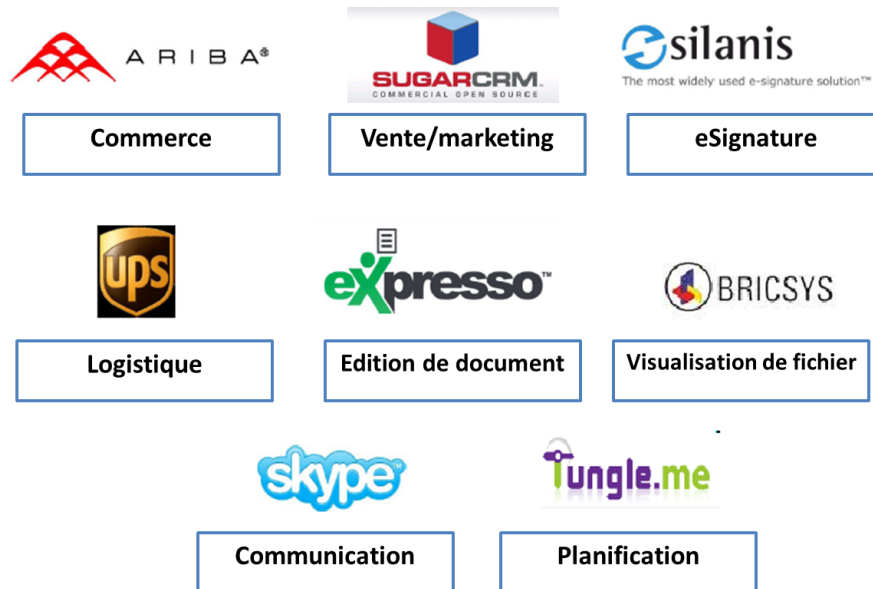 ARIBA®
SUGARCRM.
COMMERCIAL OPEN SOURCE
silanis
The most widely used e-signature solution™
Commerce
Vente/marketing
eSignature
ups
eXpresso™
BRICSYS
Logistique
Edition de document
Visualisation de fichier
skype™
Tungle.me
Communication
Planification